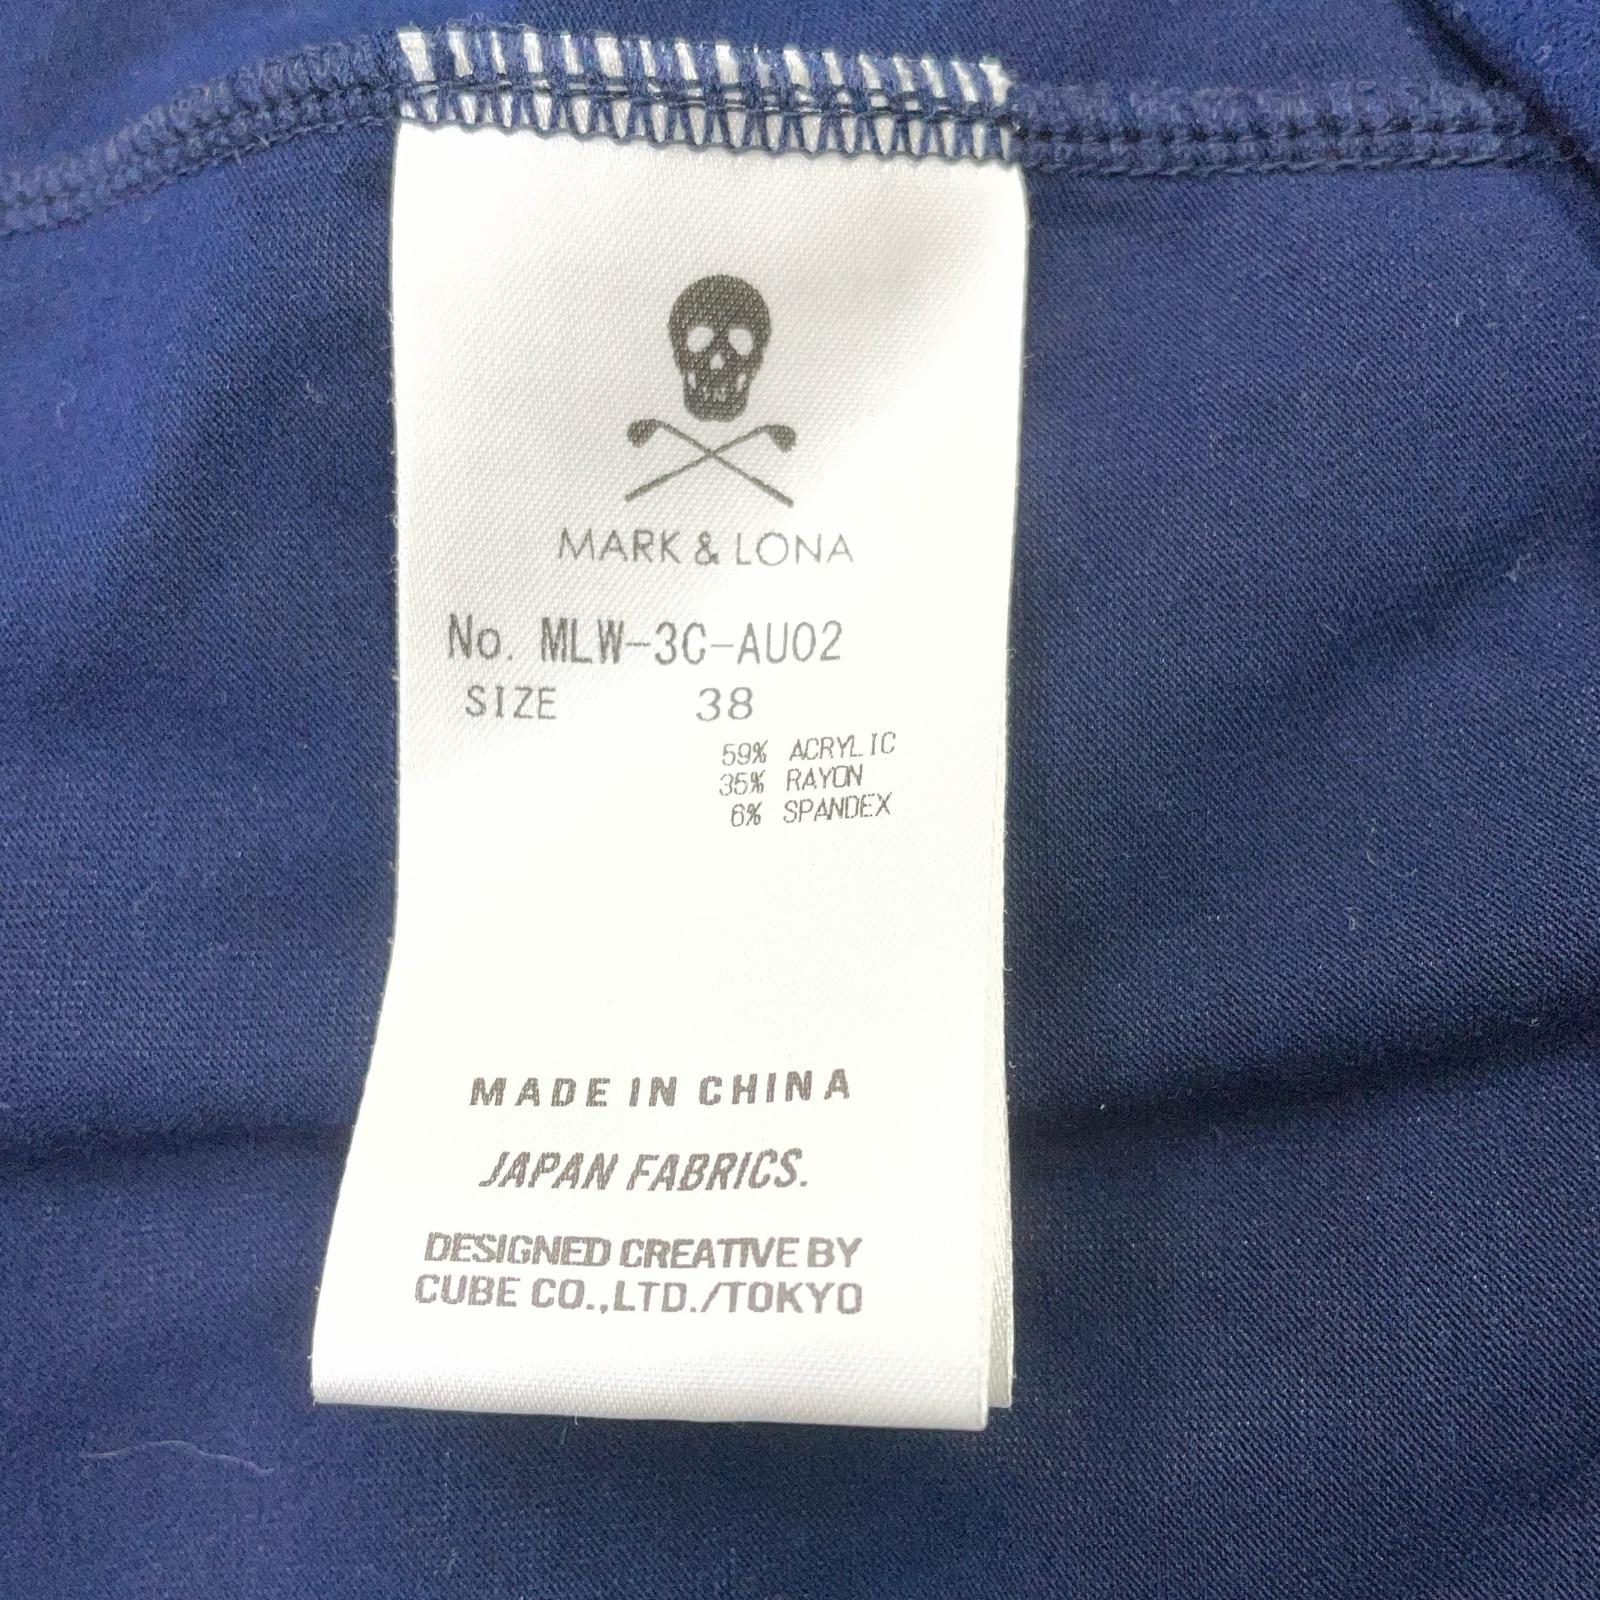 MARK & LONA
No. MLW-3C-AU02
SIZE 38
59% ACRYLIC
35% RAYON
6% SPANDEX
MADE IN CHINA
JAPAN FABRICS.
DESIGNED CREATIVE BY
CUBE CO.,LTD./TOKYO